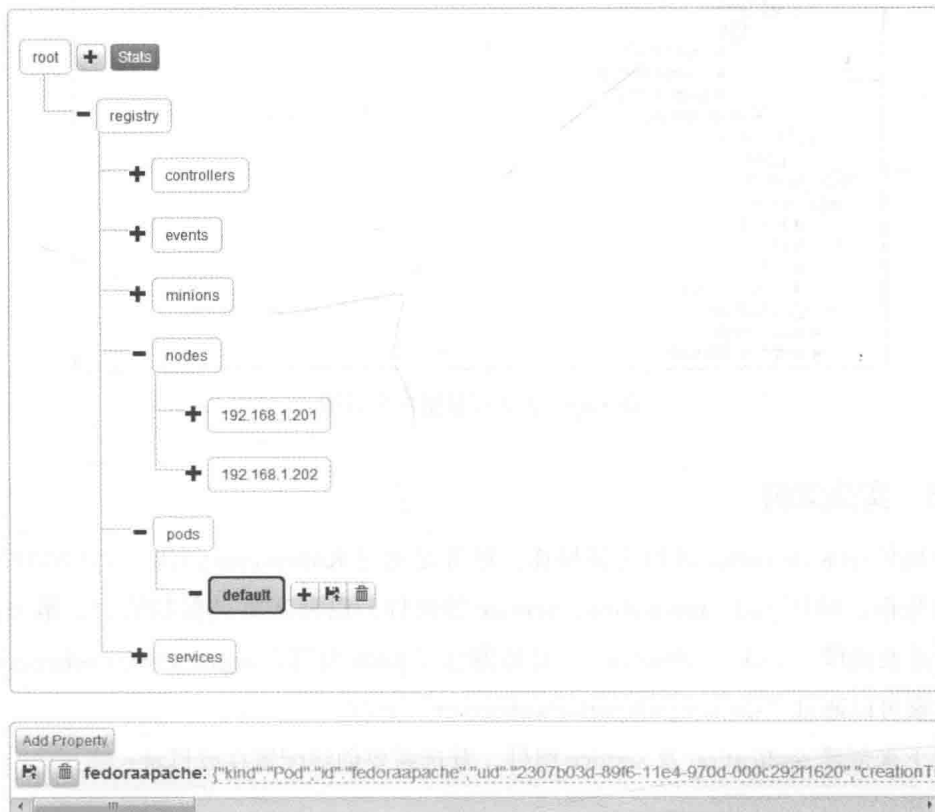 root + Stats
registry
controllers
events
minions
nodes
192.168.1.201
192.168.1.202
pods
default
services
Add Property
fedoraapache: {"kind":"Pod","id":"fedoraapache","uid":"2307b03d-89f6-11e4-970d-000c292f1620","creationTi